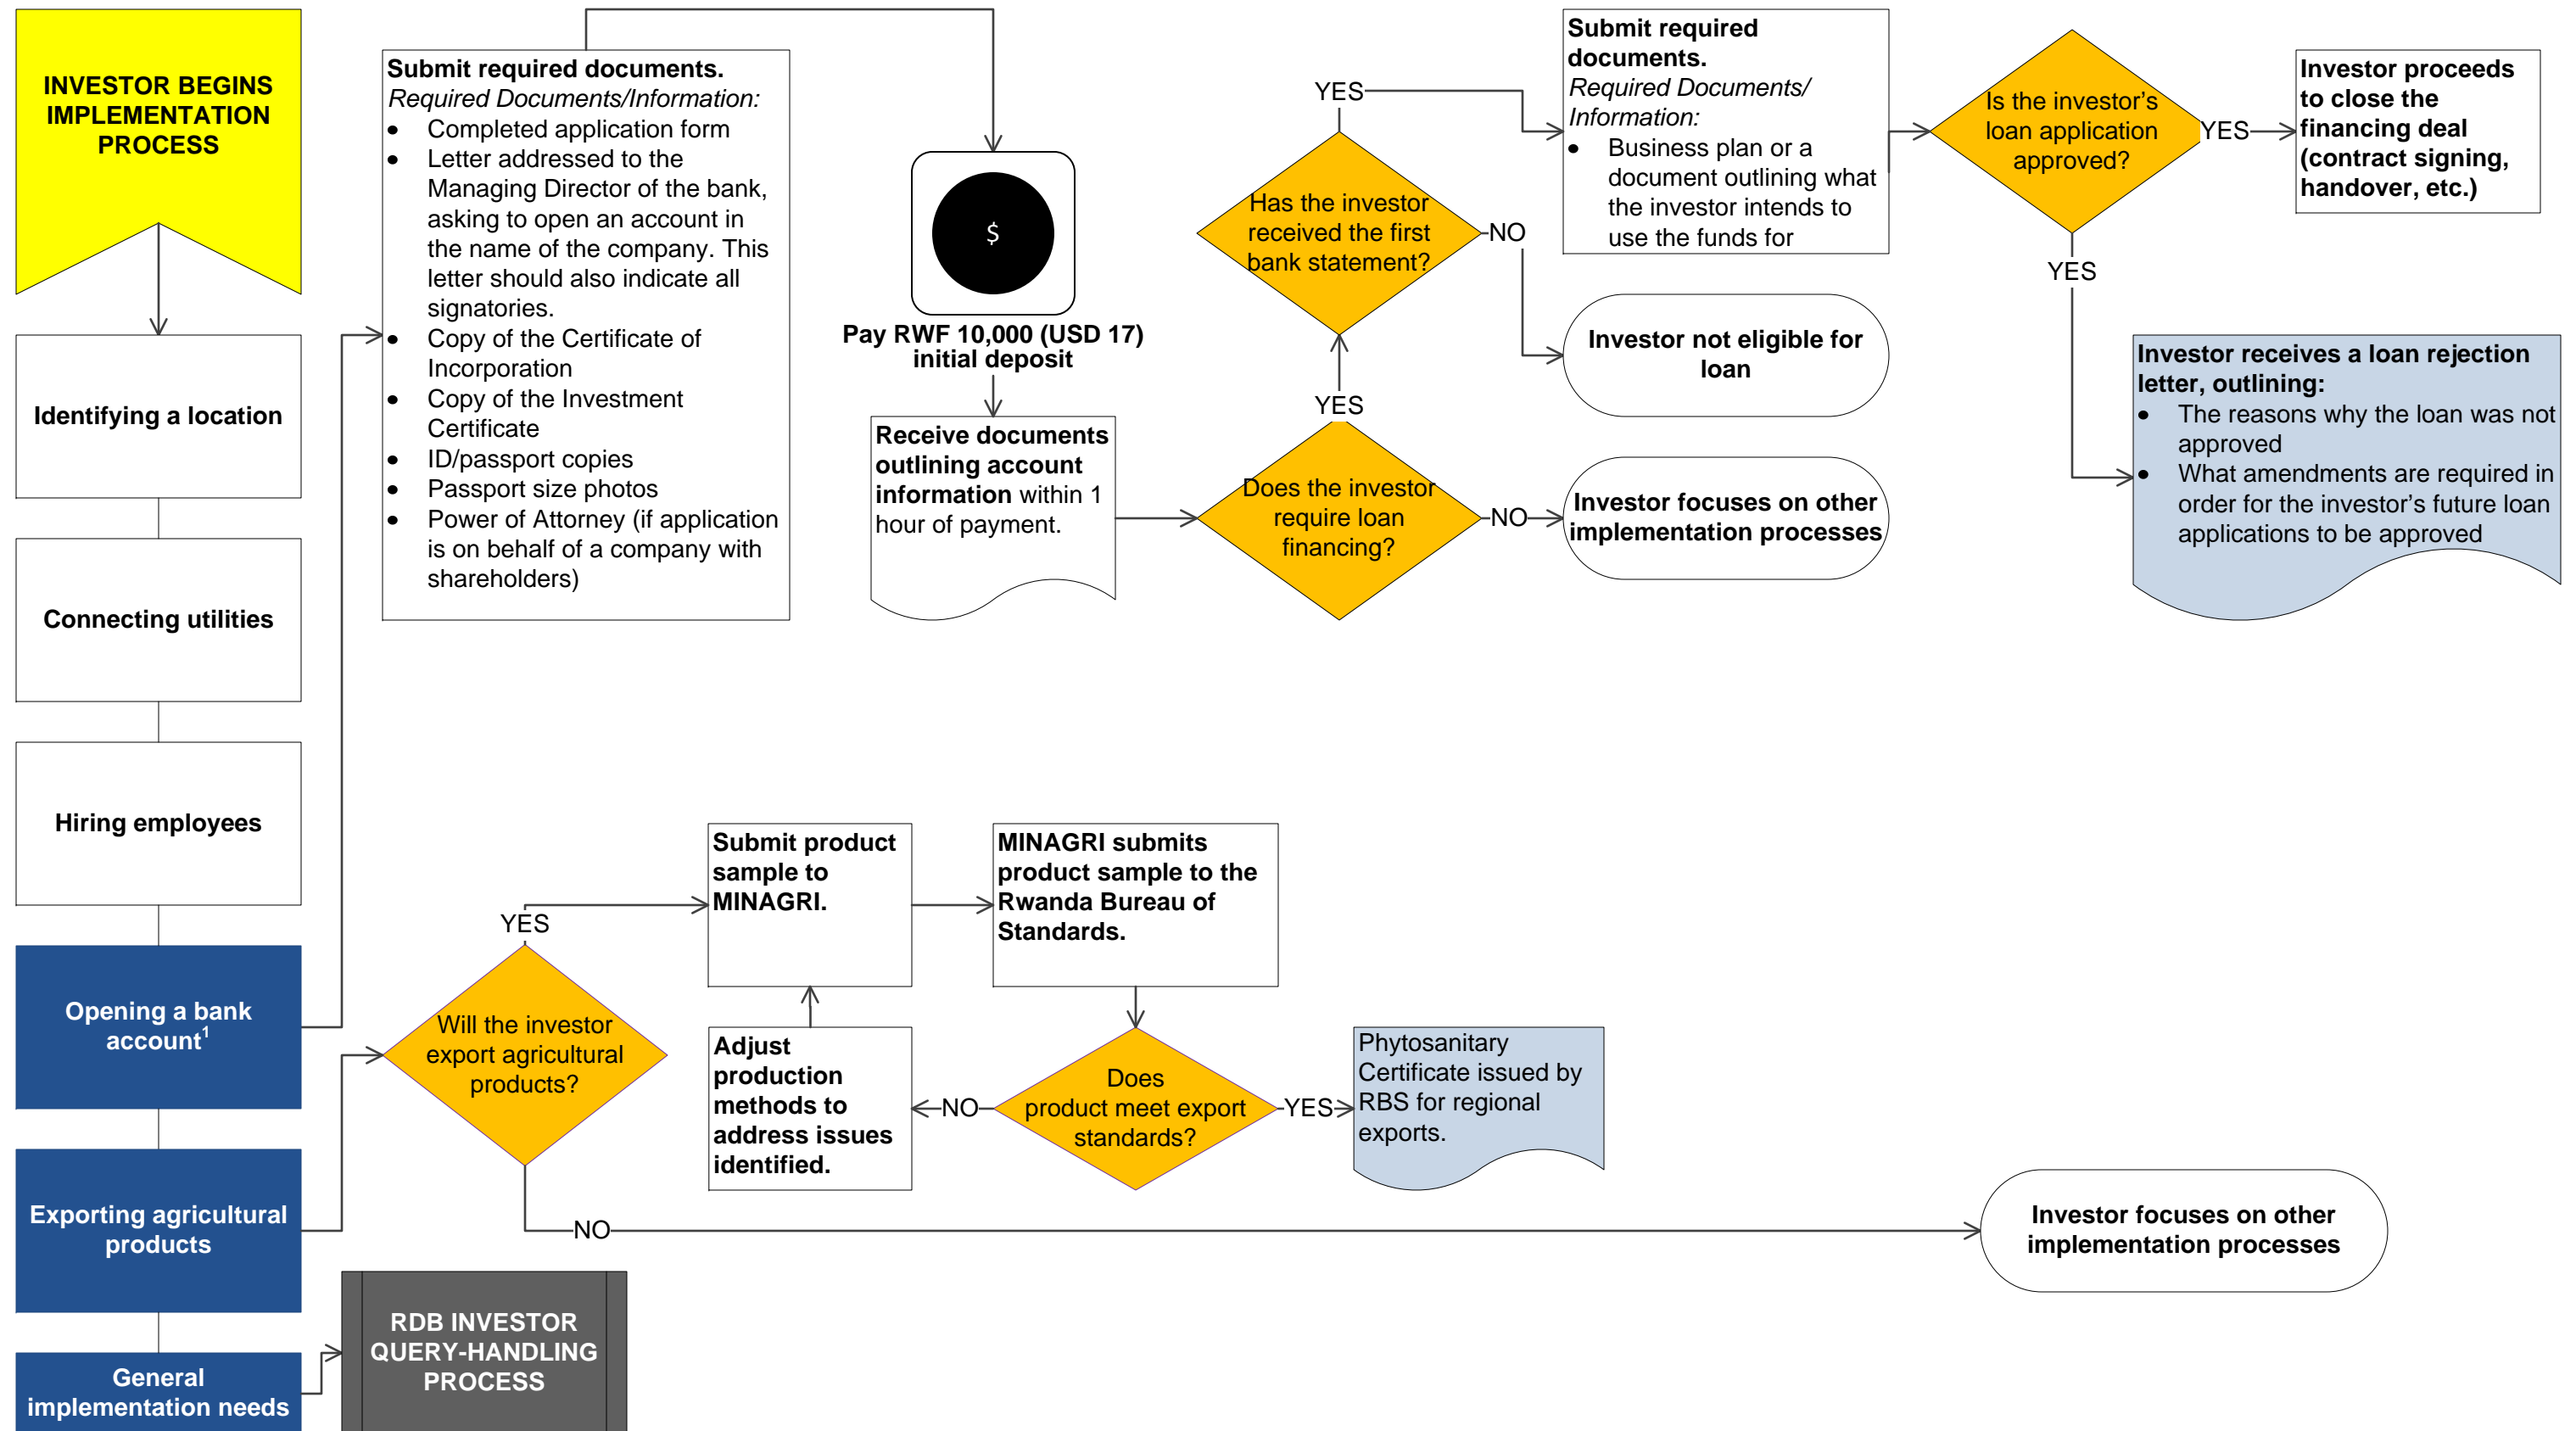 INVESTOR BEGINS
IMPLEMENTATION
PROCESS
Identifying a location
Connecting utilities
Hiring employees
Opening a bank
account¹
Exporting agricultural
products
General
implementation needs
Submit required documents.
Required Documents/Information:
• Completed application form
• Letter addressed to the
Managing Director of the bank,
asking to open an account in
the name of the company. This
letter should also indicate all
signatories.
• Copy of the Certificate of
Incorporation
• Copy of the Investment
Certificate
• ID/passport copies
• Passport size photos
• Power of Attorney (if application
is on behalf of a company with
shareholders)
$
Pay RWF 10,000 (USD 17)
initial deposit
Receive documents
outlining account
information within 1
hour of payment.
Does the investor
require loan
financing?
NO
Investor focuses on other
implementation processes
YES
Has the investor
received the first
bank statement?
NO
Investor not eligible for
loan
YES
Submit required
documents.
Required Documents/
Information:
• Business plan or a
document outlining what
the investor intends to
use the funds for
Is the investor's
loan application
approved?
YES
Investor proceeds
to close the
financing deal
(contract signing,
handover, etc.)
YES
Investor receives a loan rejection
letter, outlining:
• The reasons why the loan was not
approved
• What amendments are required in
order for the investor's future loan
applications to be approved
Will the investor
export agricultural
products?
YES
Submit product
sample to
MINAGRI.
MINAGRI submits
product sample to the
Rwanda Bureau of
Standards.
Does
product meet export
standards?
NO
Adjust
production
methods to
address issues
identified.
YES
Phytosanitary
Certificate issued by
RBS for regional
exports.
NO
Investor focuses on other
implementation processes
RDB INVESTOR
QUERY-HANDLING
PROCESS